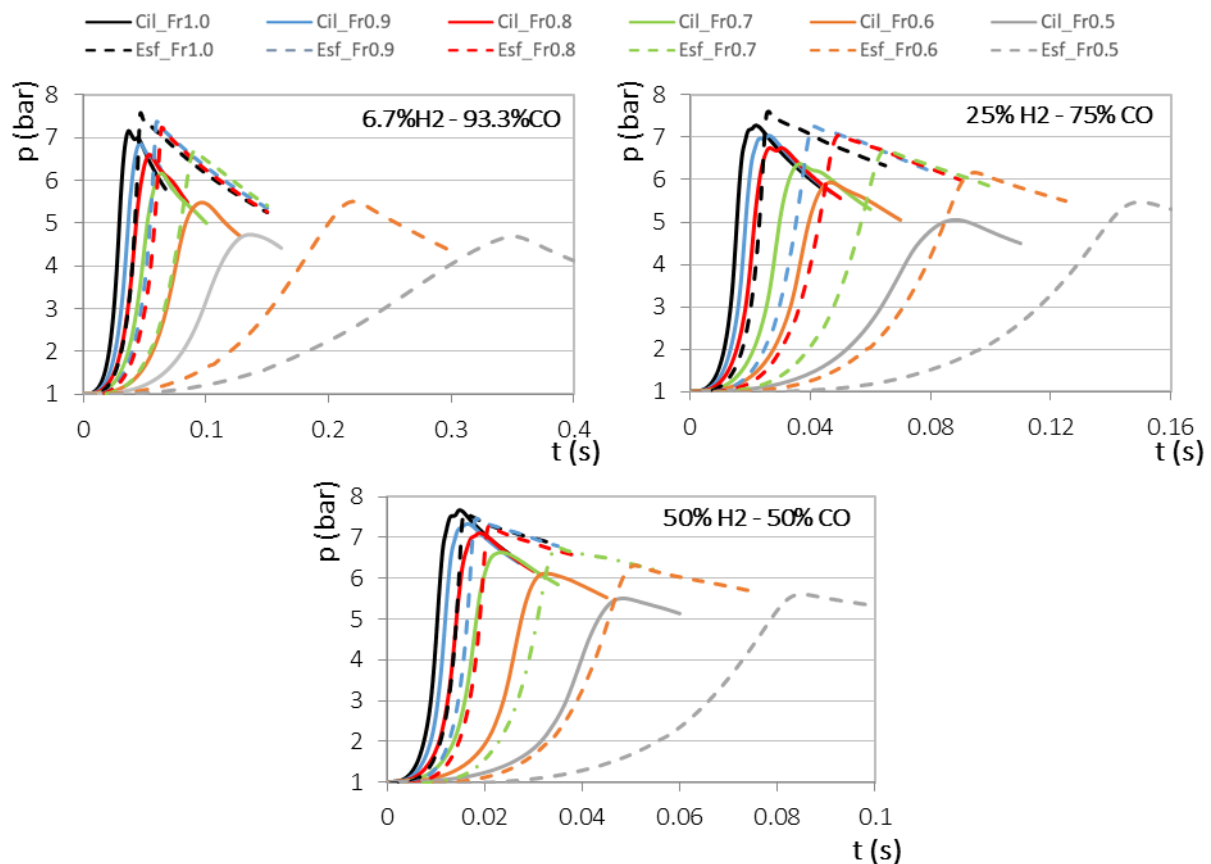 Cil_Fr1.0 Cil_Fr0.9 Cil_Fr0.8 Cil_Fr0.7 Cil_Fr0.6 Cil_Fr0.5
Esf_Fr1.0 Esf_Fr0.9 Esf_Fr0.8 Esf_Fr0.7 Esf_Fr0.6 Esf_Fr0.5
p (bar)
6.7%H2 - 93.3%CO
8
7
6
5
4
3
2
1
0 0.1 0.2 0.3 0.4
t (s)
p (bar)
25% H2 - 75% CO
8
7
6
5
4
3
2
1
0 0.04 0.08 0.12 0.16
t (s)
p (bar)
50% H2 - 50% CO
8
7
6
5
4
3
2
1
0 0.02 0.04 0.06 0.08 0.1
t (s)